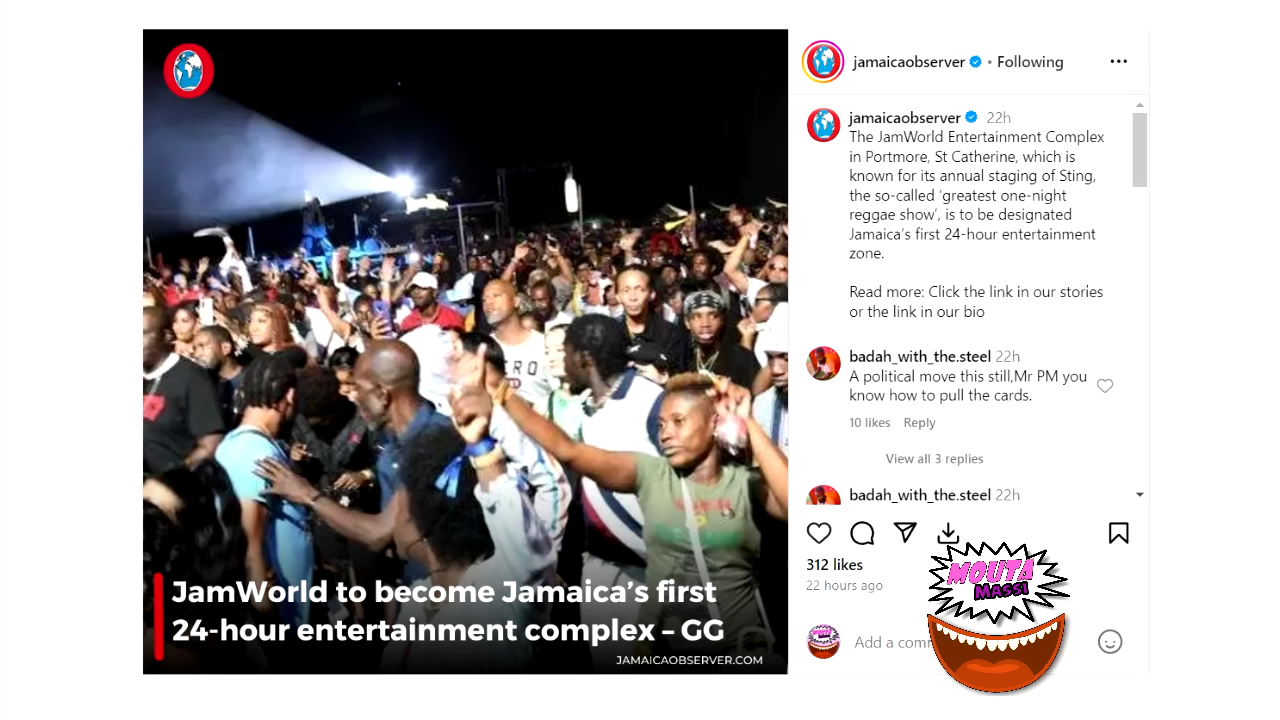 jamaicaobserver • Following
jamaicaobserver 22h
The JamWorld Entertainment Complex
in Portmore, St Catherine, which is
known for its annual staging of Sting,
the so-called ‘greatest one-night
reggae show’, is to be designated
Jamaica’s first 24-hour entertainment
zone.
Read more: Click the link in our stories
or the link in our bio
badah_with_the.steel 22h
A political move this still,Mr PM you
know how to pull the cards.
10 likes Reply
View all 3 replies
badah_with_the.steel 22h
312 likes
22 hours ago
MOUTA
MASSI
Add a comm
JamWorld to become Jamaica’s first
24-hour entertainment complex – GG
JAMAICAOBSERVER.COM